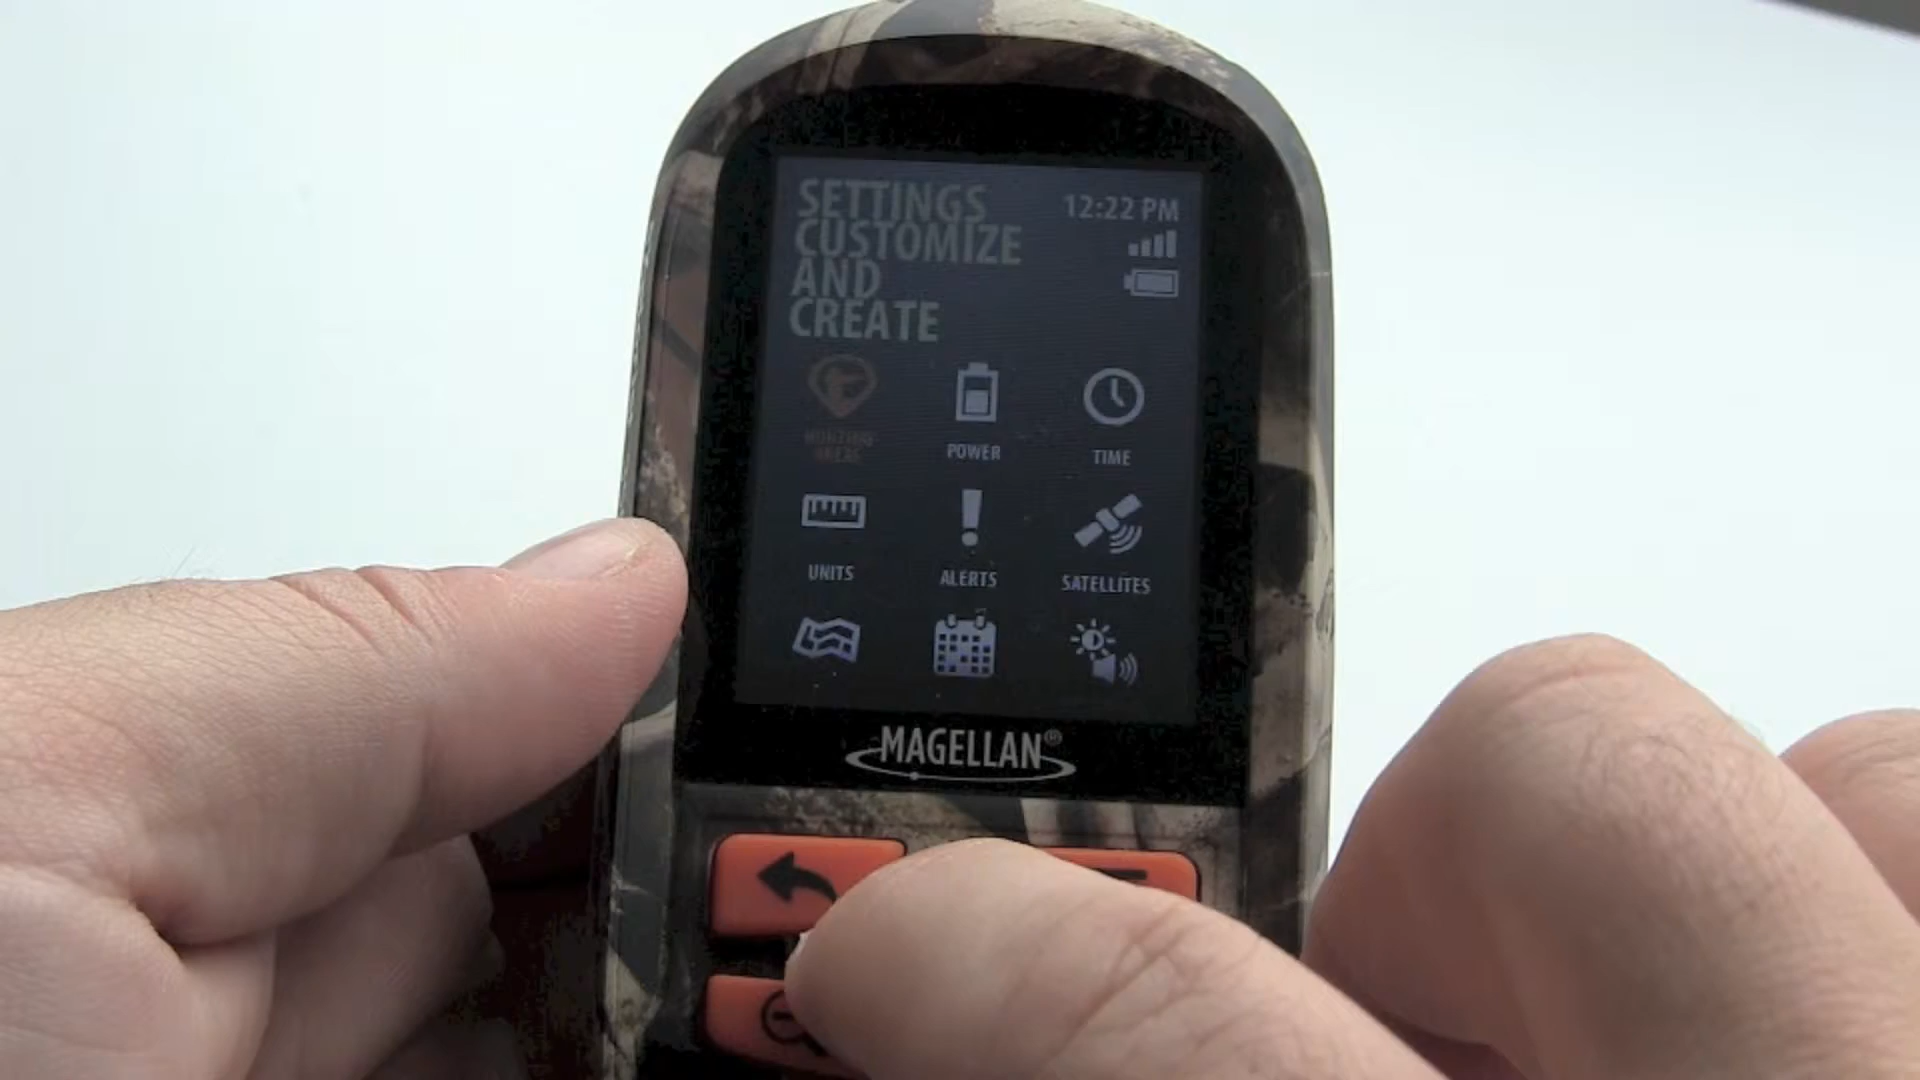 SETTINGS
CUSTOMIZE
AND
CREATE
12:22 PM
POWER
TIME
UNITS
ALERTS
SATELLITES
MAGELLAN®